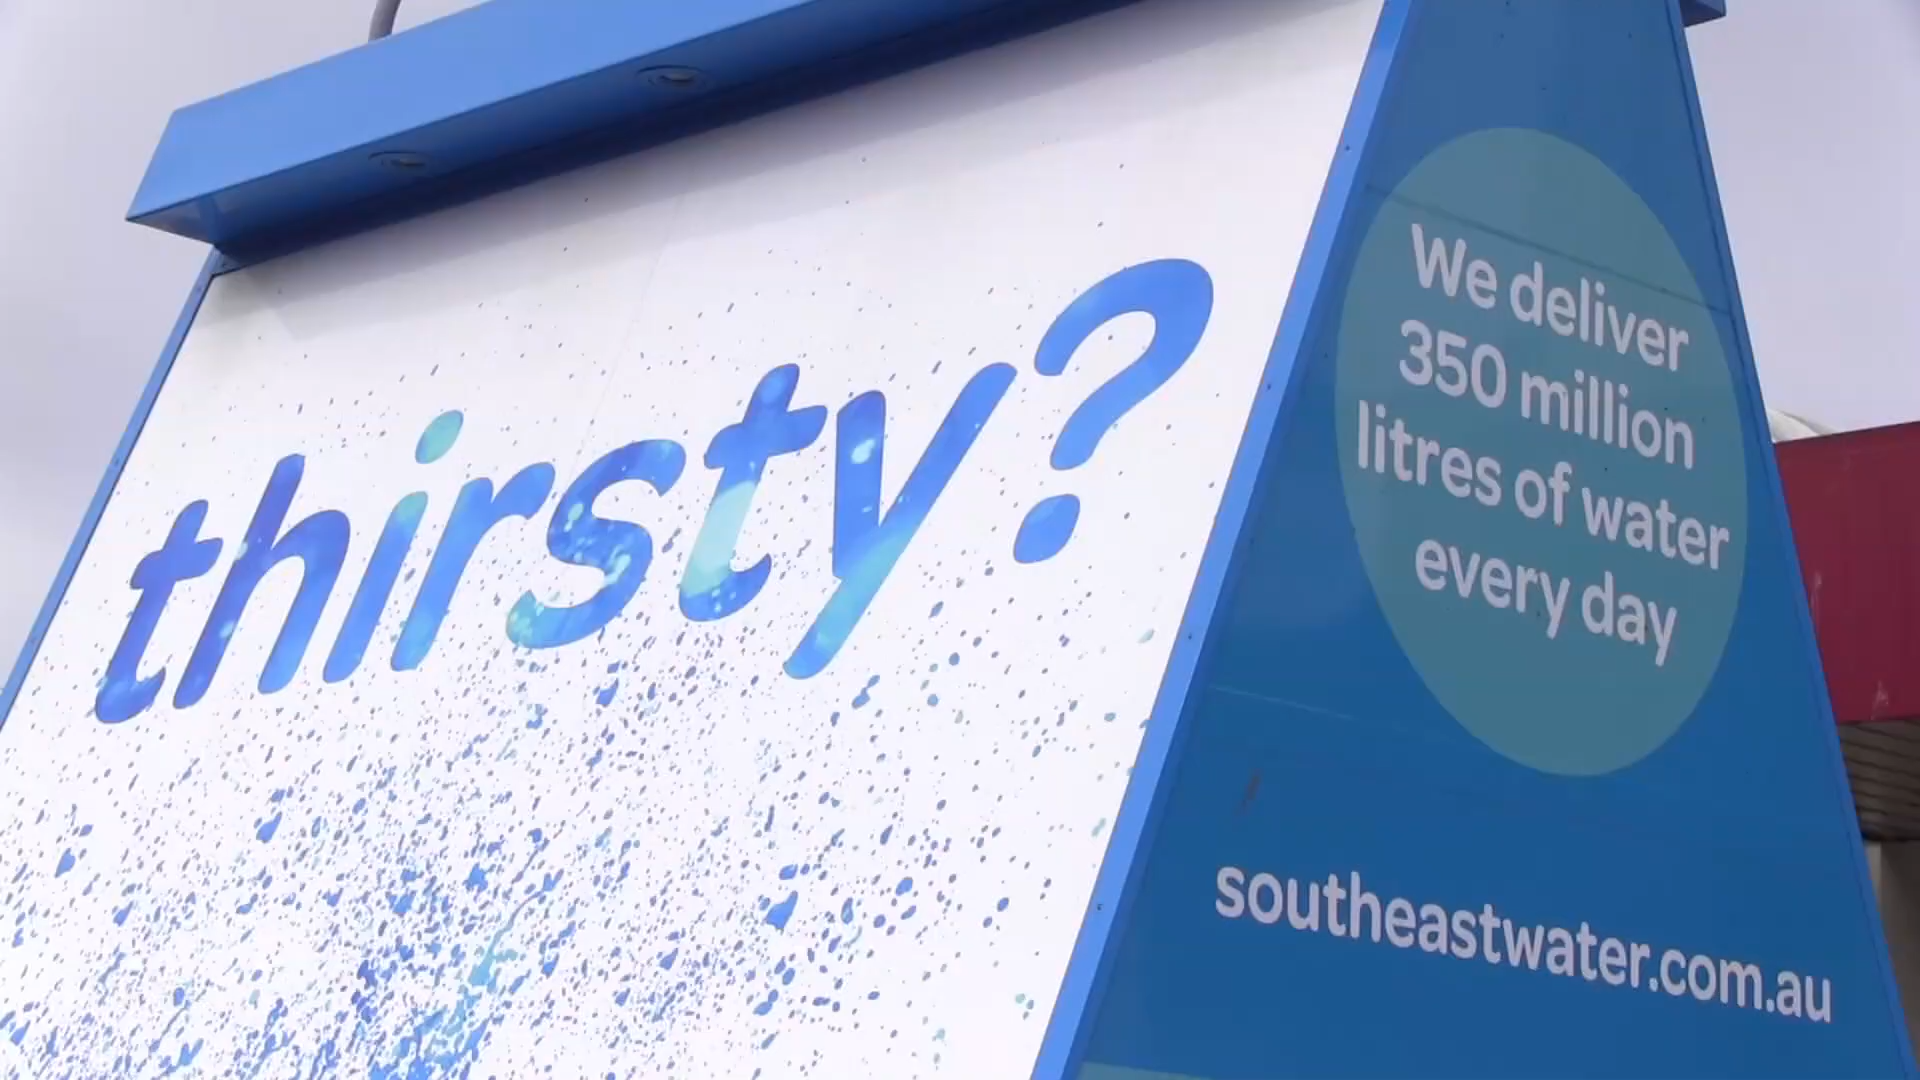 thirsty?
We deliver
350 million
litres of water
every day
southeastwater.com.au